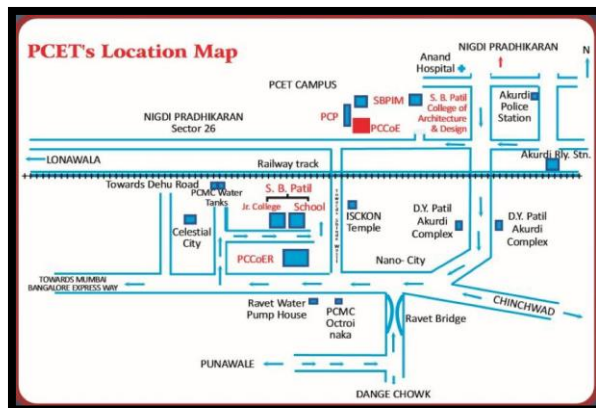 PCET's Location Map
NIGDI PRADHIKARAN
N
Anand
Hospital
PCET CAMPUS
SBPIM
S. B. Patil
College of
Architecture
& Design
Akurdi
Police
Station
PCP
PCCoE
NIGDI PRADHIKARAN
Sector 26
LONAWALA
Railway track
Akurdi Rly. Stn.
Towards Dehu Road
PCMC Water
Tanks
S. B. Patil
Jr. College
School
ISCKON
Temple
Celestial
City
D.Y. Patil
Akurdi
Complex
D.Y. Patil
Akurdi
Complex
PCCoER
Nano-City
TOWARDS MUMBAI
BANGALORE EXPRESS WAY
Ravet Water
Pump House
PCMC
Octroi
naka
Ravet Bridge
CHINCHWAD
PUNAWALE
DANGE CHOWK